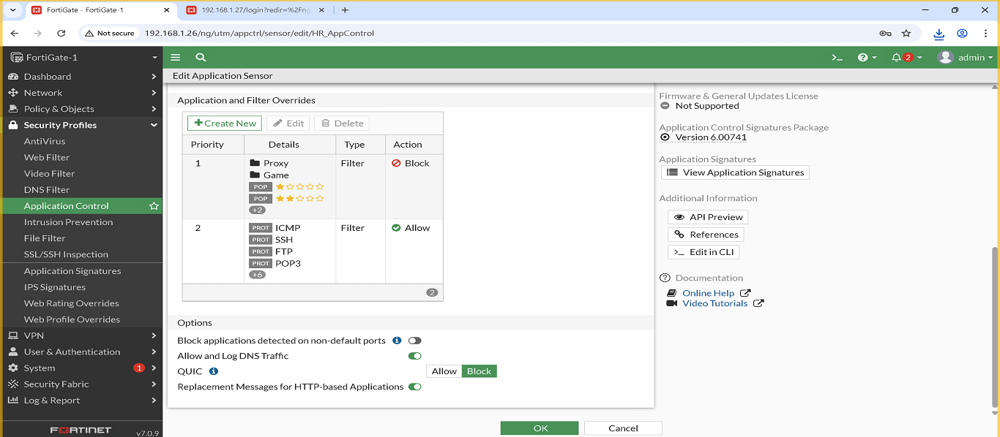 FortiGate - FortiGate-1
192.168.1.27/login?redir=%2Fng
Not secure
192.168.1.26/ng/utm/appctrl/sensor/edit/HR_AppControl
FortiGate-1
2
admin
Dashboard
Network
Policy & Objects
Security Profiles
AntiVirus
Web Filter
Video Filter
DNS Filter
Application Control
Intrusion Prevention
File Filter
SSL/SSH Inspection
Application Signatures
IPS Signatures
Web Rating Overrides
Web Profile Overrides
VPN
User & Authentication
System 1
Security Fabric
Log & Report
FORTINET
v7.0.9
Edit Application Sensor
Application and Filter Overrides
Create New Edit Delete
Priority Details Type Action
1 Proxy Filter Block
Game
POP
POP
+2
2 PROT ICMP Filter Allow
PROT SSH
PROT FTP
PROT POP3
+6
2
Options
Block applications detected on non-default ports
Allow and Log DNS Traffic
QUIC Allow Block
Replacement Messages for HTTP-based Applications
OK Cancel
Firmware & General Updates License
Not Supported
Application Control Signatures Package
Version 6.00741
Application Signatures
View Application Signatures
Additional Information
API Preview
References
>_ Edit in CLI
Documentation
Online Help
Video Tutorials